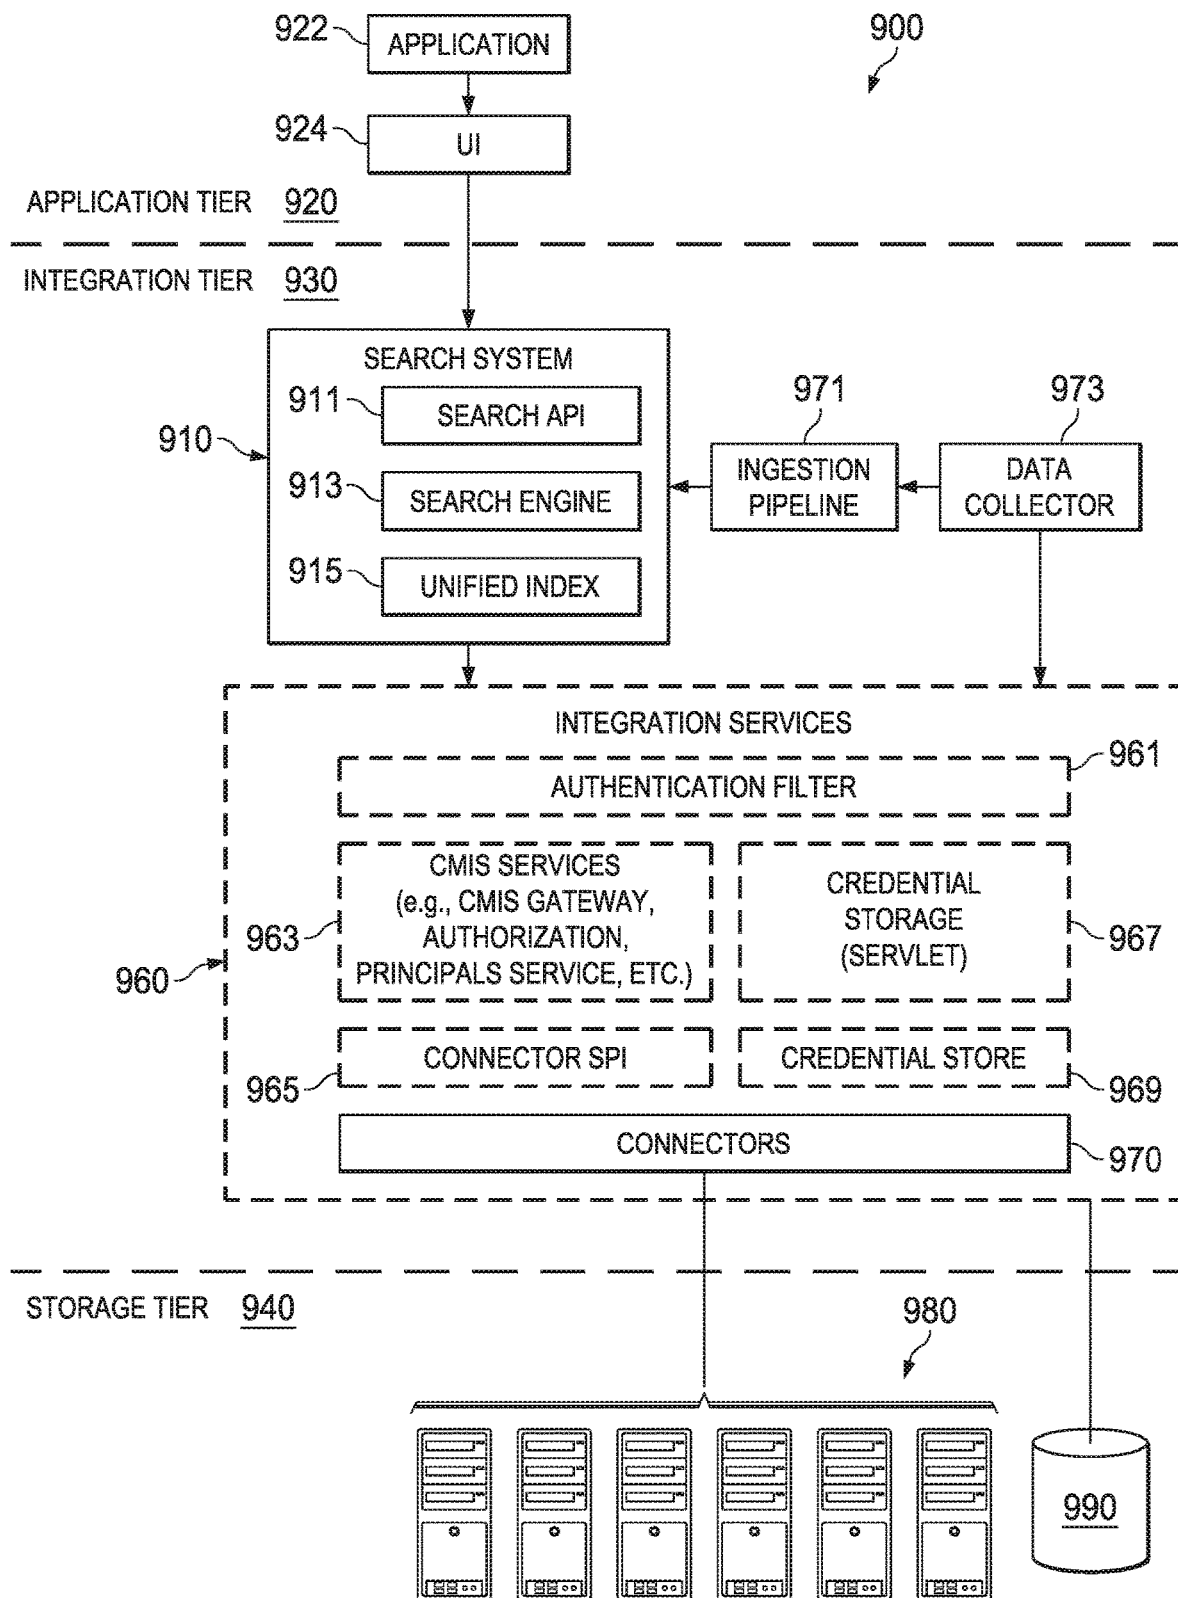 922
APPLICATION
900
924
UI
APPLICATION TIER 920
INTEGRATION TIER 930
SEARCH SYSTEM
911
SEARCH API
910
913
SEARCH ENGINE
915
UNIFIED INDEX
971
INGESTION
PIPELINE
973
DATA
COLLECTOR
INTEGRATION SERVICES
961
AUTHENTICATION FILTER
CMIS SERVICES
(e.g., CMIS GATEWAY,
AUTHORIZATION,
PRINCIPALS SERVICE, ETC.)
963
960
CREDENTIAL
STORAGE
(SERVLET)
967
CONNECTOR SPI
965
CREDENTIAL STORE
969
CONNECTORS
970
STORAGE TIER 940
980
990